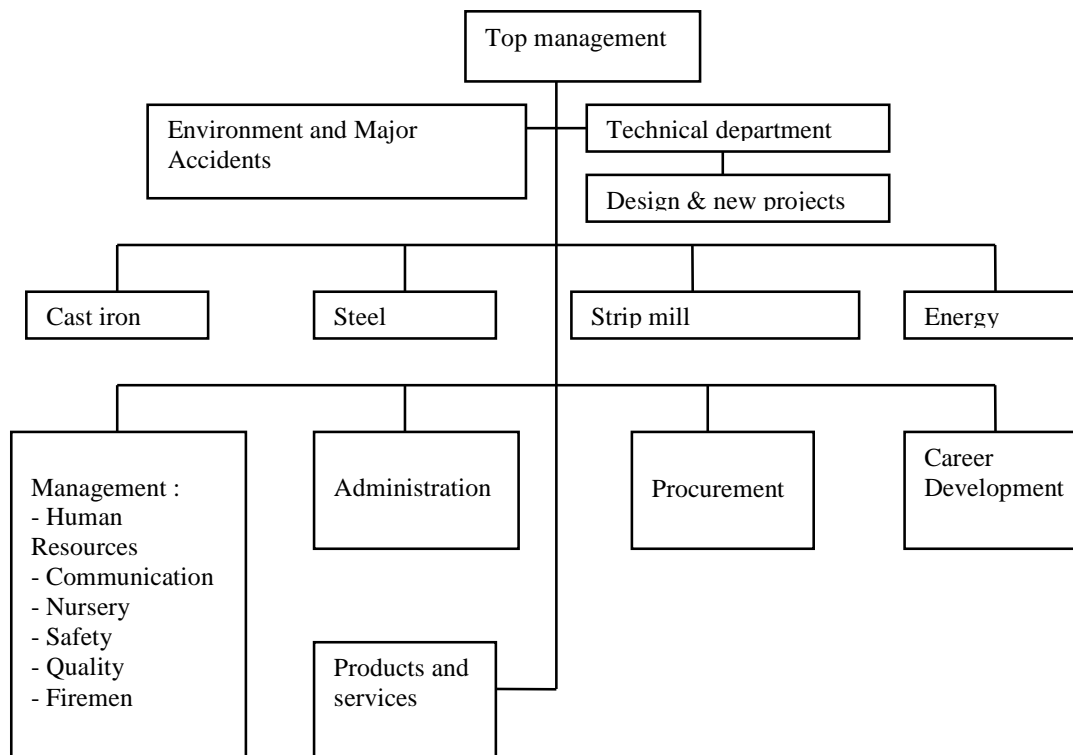 Top management
Environment and Major
Accidents
Technical department
Design & new projects
Cast iron
Steel
Strip mill
Energy
Management :
- Human
Resources
- Communication
- Nursery
- Safety
- Quality
- Firemen
Administration
Procurement
Career
Development
Products and
services